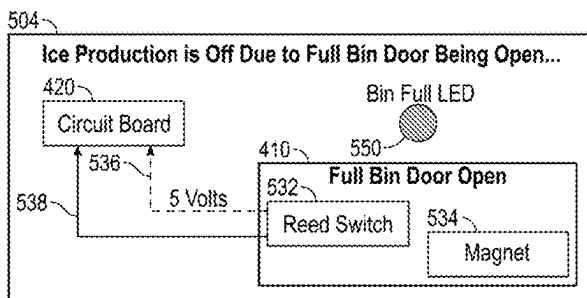 504
Ice Production is Off Due to Full Bin Door Being Open...
420
Circuit Board
Bin Full LED
550
536
410
Full Bin Door Open
538
5 Volts
532
Reed Switch
534
Magnet